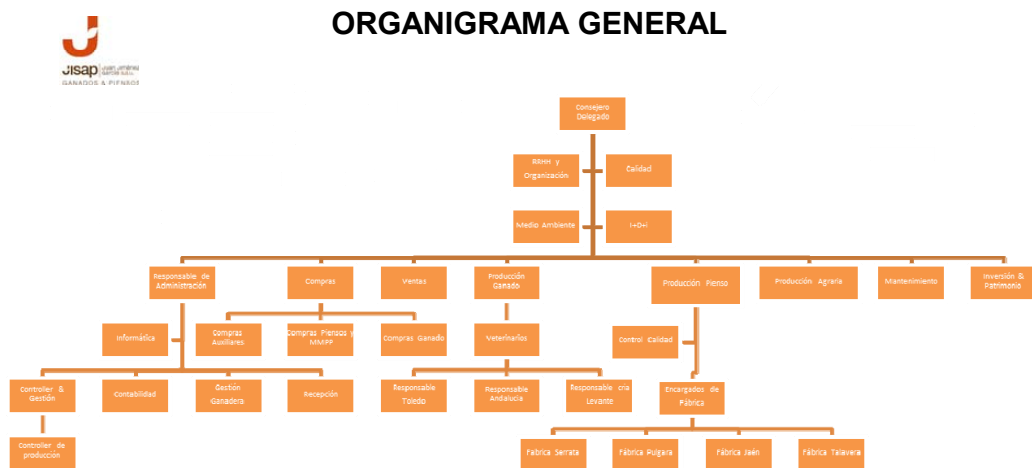 ORGANIGRAMA GENERAL
Jisap
GANADOS & PIENSOS
Consejero
Delegado
RRHH y
Organización
Calidad
Medio Ambiente
I+D+I
Responsable de
Administración
Compras
Ventas
Producción
Ganado
Producción Pienso
Producción Agraria
Mantenimiento
Inversión &
Patrimonio
Informática
Compras
Auxiliares
Compras Piensos y
MMPP
Compras Ganado
Veterinarios
Control Calidad
Controller &
Gestión
Contabilidad
Gestión
Ganadera
Recepción
Responsable
Toledo
Responsable
Andalucia
Responsable cria
Levante
Encargados de
Fábrica
Controller de
producción
Fabrica Serrata
Fábrica Pulgara
Fábrica Jaén
Fábrica Talavera